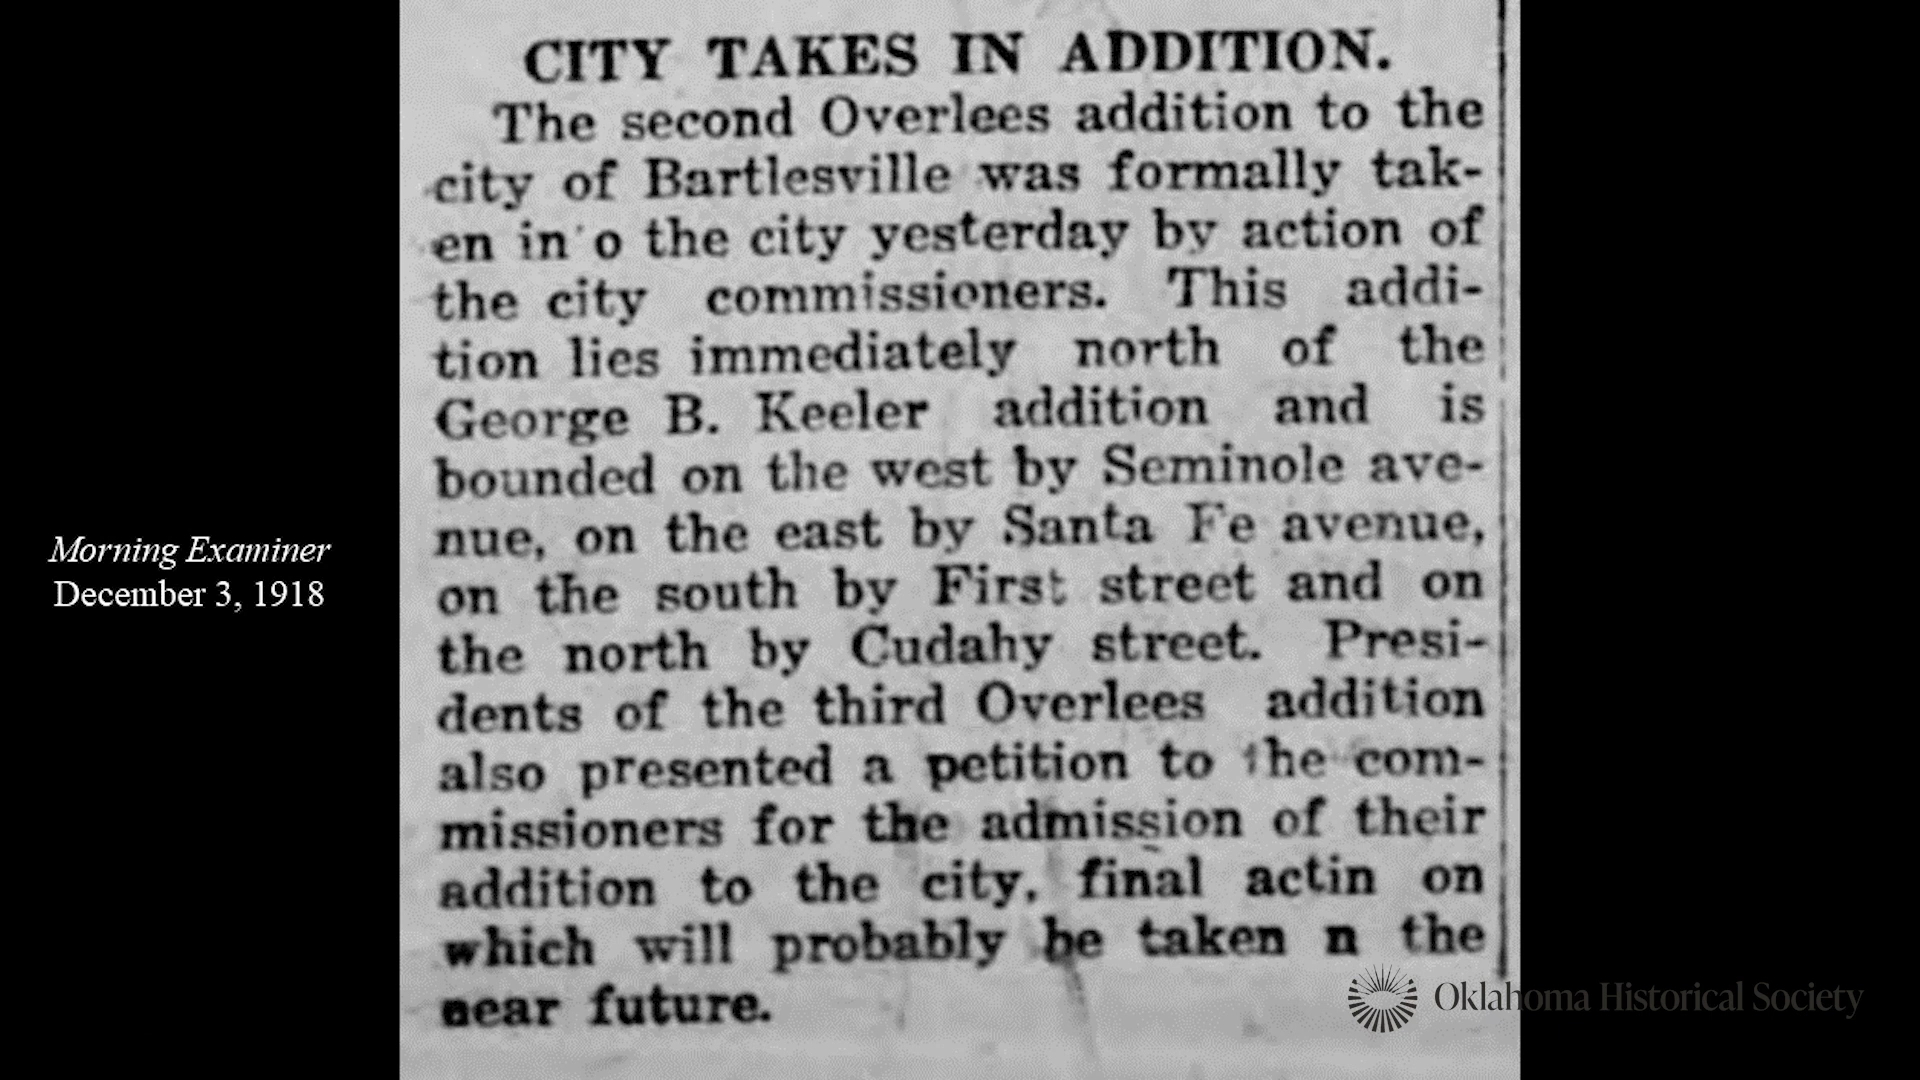 CITY TAKES IN ADDITION.
The second Overlees addition to the
city of Bartlesville was formally tak-
en in'o the city yesterday by action of
the city commissioners. This addi-
tion lies immediately north of the
George B. Keeler addition and is
bounded on the west by Seminole ave-
nue, on the east by Santa Fe avenue,
on the south by First street and on
the north by Cudahy street. Presi-
dents of the third Overlees addition
also presented a petition to the com-
missioners for the admission of their
addition to the city, final actin on
which will probably be taken n the
near future.
Morning Examiner
December 3, 1918
Oklahoma Historical Society